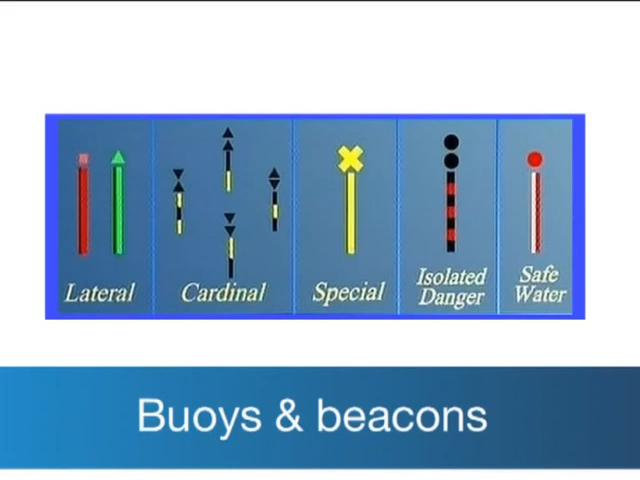 Lateral
Cardinal
Special
Isolated
Danger
Safe
Water
Buoys & beacons